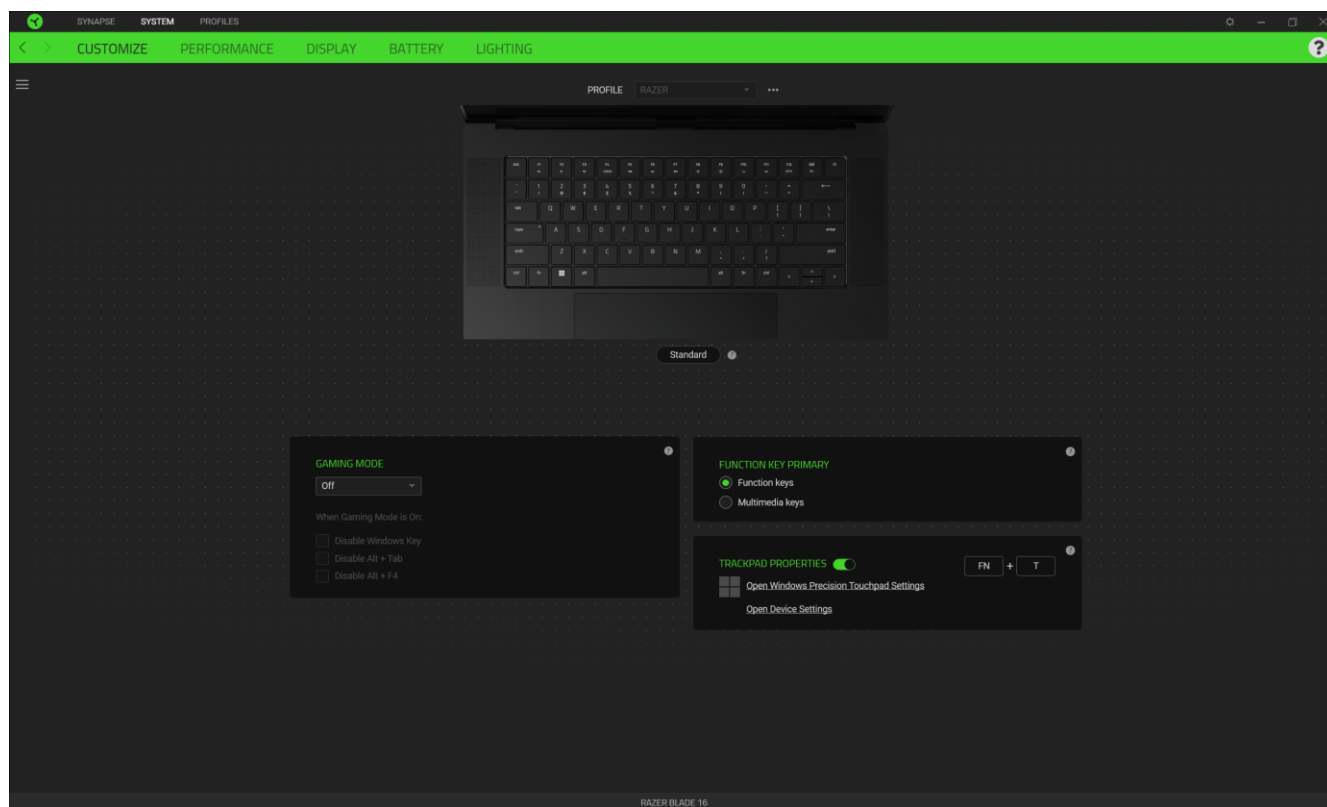 SYNAPSE SYSTEM PROFILES
CUSTOMIZE PERFORMANCE DISPLAY BATTERY LIGHTING
?
PROFILE RAZER
tab Q W E R T Y U I O P
A S D F G H J K L
Z X C V B N M
Standard ?
GAMING MODE ?
Off
When Gaming Mode is On:
Disable Windows Key
Disable Alt + Tab
Disable Alt + F4
FUNCTION KEY PRIMARY ?
Function keys
Multimedia keys
TRACKPAD PROPERTIES FN + T ?
Open Windows Precision Touchpad Settings
Open Device Settings
RAZER BLADE 16